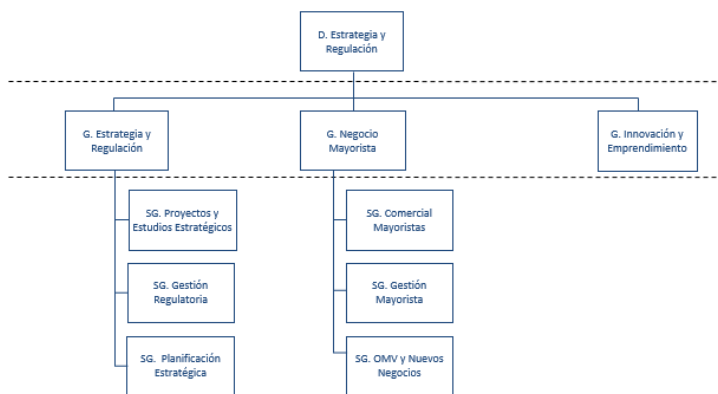 D. Estrategia y
Regulación
G. Estrategia y
Regulación
G. Negocio
Mayorista
G. Innovación y
Emprendimiento
SG. Proyectos y
Estudios Estratégicos
SG. Comercial
Mayoristas
SG. Gestión
Regulatoria
SG. Gestión
Mayorista
SG. Planificación
Estratégica
SG. OMV y Nuevos
Negocios